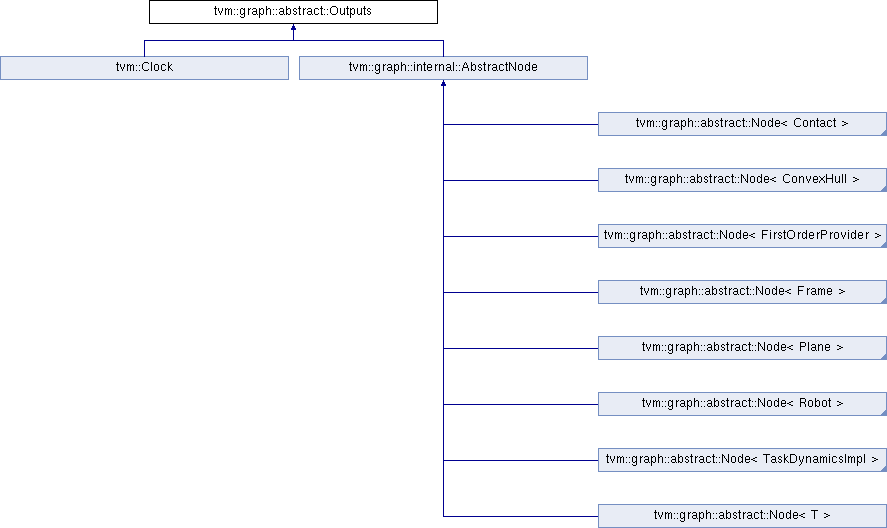 tvm::graph::abstract::Outputs
tvm::Clock
tvm::graph::internal::AbstractNode
tvm::graph::abstract::Node< Contact >
tvm::graph::abstract::Node< ConvexHull >
tvm::graph::abstract::Node< FirstOrderProvider >
tvm::graph::abstract::Node< Frame >
tvm::graph::abstract::Node< Plane >
tvm::graph::abstract::Node< Robot >
tvm::graph::abstract::Node< TaskDynamicsImpl >
tvm::graph::abstract::Node< T >